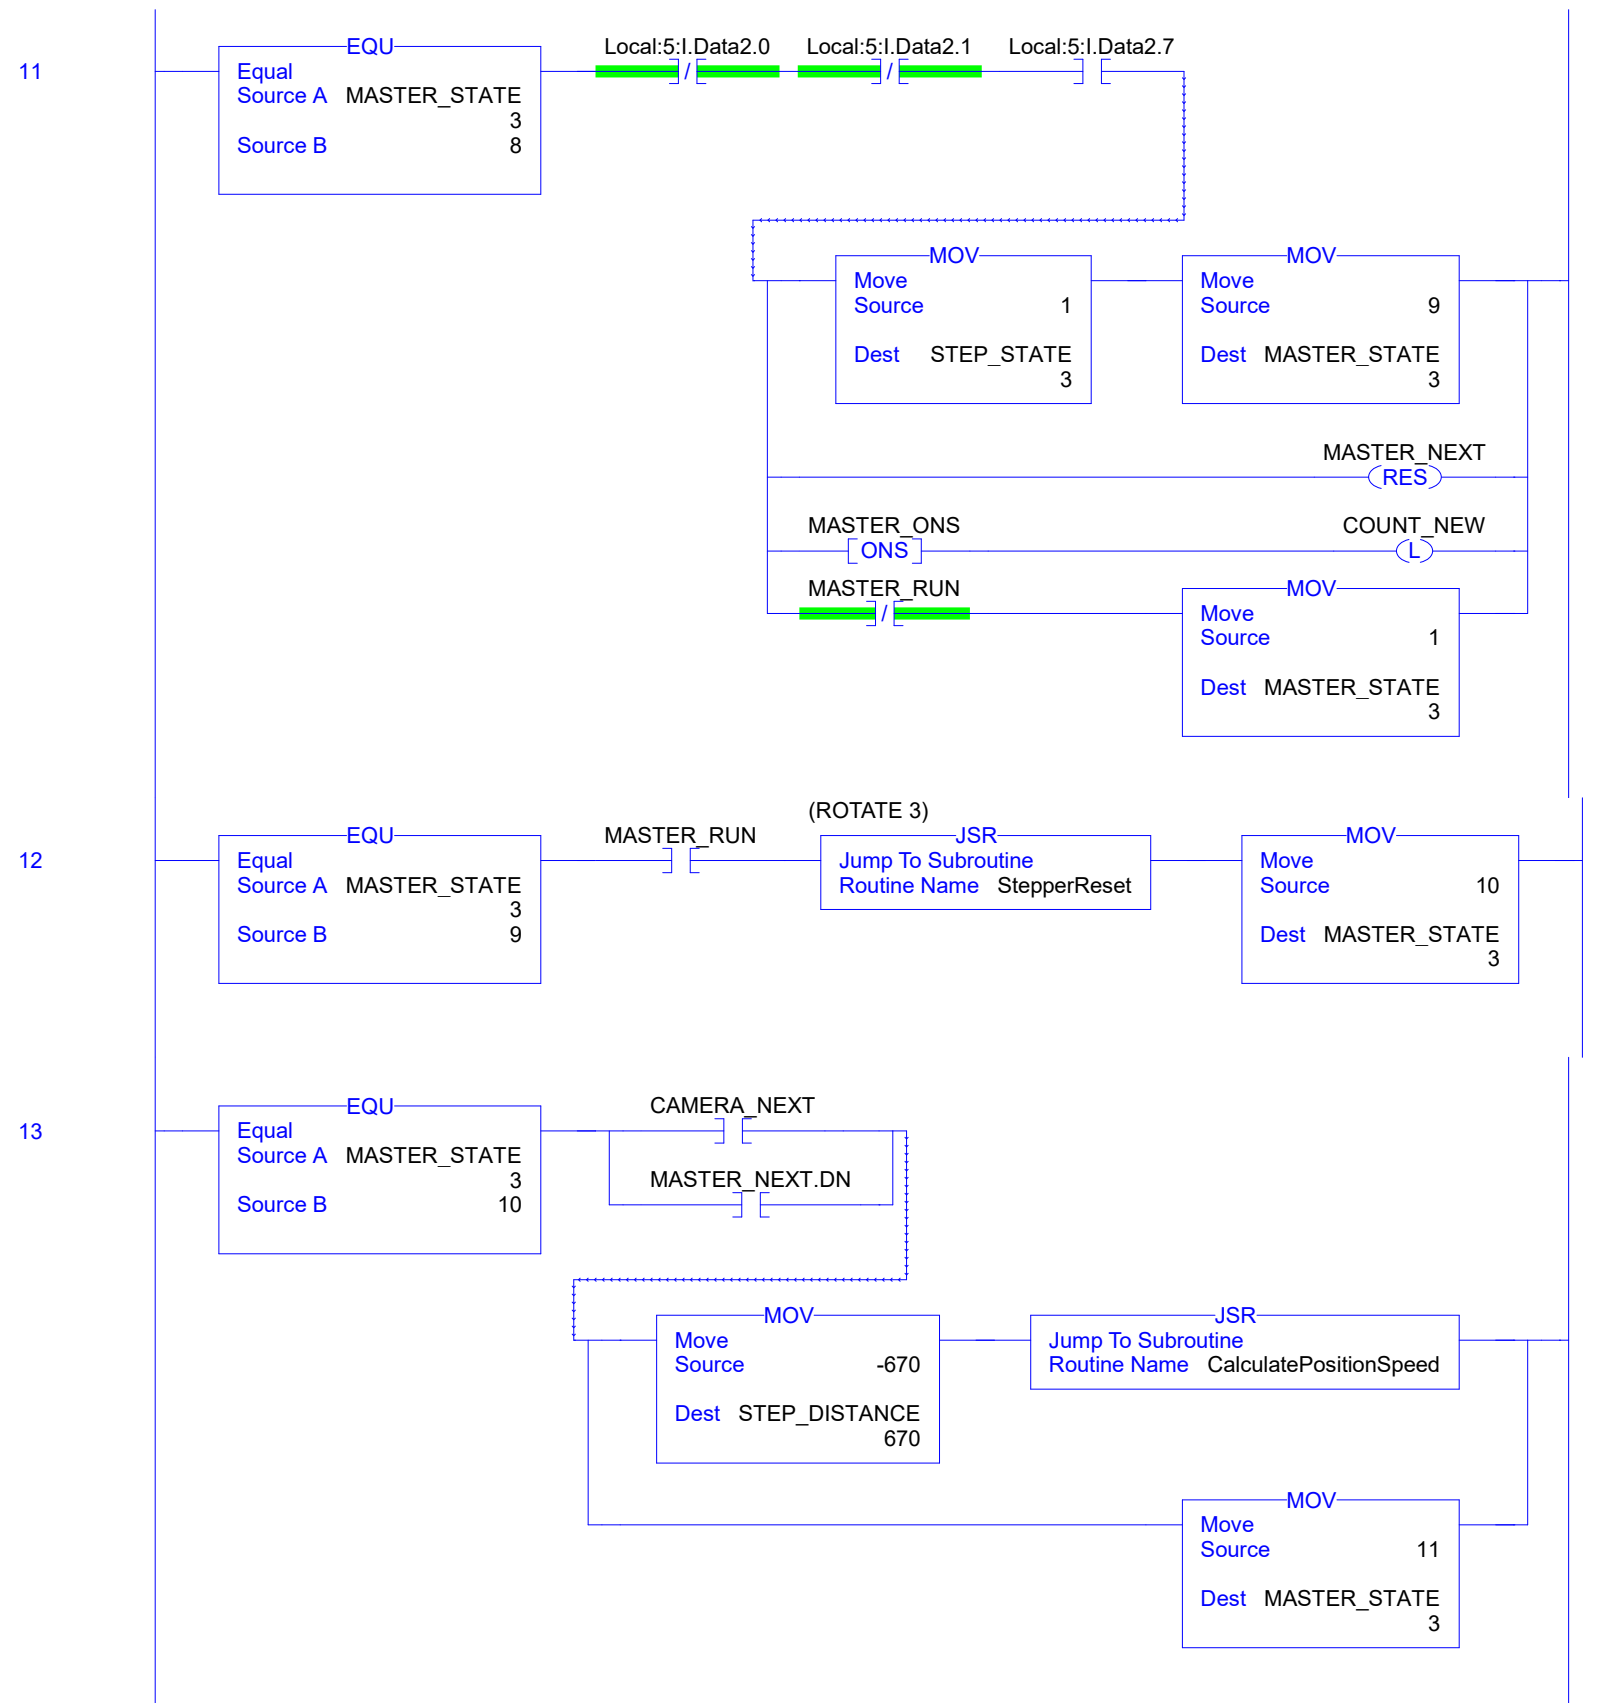 11
EQU
Equal
Source A MASTER_STATE
3
Source B 8
Local:5:I.Data2.0 Local:5:I.Data2.1 Local:5:I.Data2.7
/ /
MOV
Move
Source 1
Dest STEP_STATE
3
MOV
Move
Source 9
Dest MASTER_STATE
3
MASTER_NEXT
RES
MASTER_ONS
ONS
COUNT_NEW
L
MASTER_RUN
/
MOV
Move
Source 1
Dest MASTER_STATE
3
12
EQU
Equal
Source A MASTER_STATE
3
Source B 9
MASTER_RUN
(ROTATE 3)
JSR
Jump To Subroutine
Routine Name StepperReset
MOV
Move
Source 10
Dest MASTER_STATE
3
13
EQU
Equal
Source A MASTER_STATE
3
Source B 10
CAMERA_NEXT
MASTER_NEXT.DN
MOV
Move
Source -670
Dest STEP_DISTANCE
670
JSR
Jump To Subroutine
Routine Name CalculatePositionSpeed
MOV
Move
Source 11
Dest MASTER_STATE
3